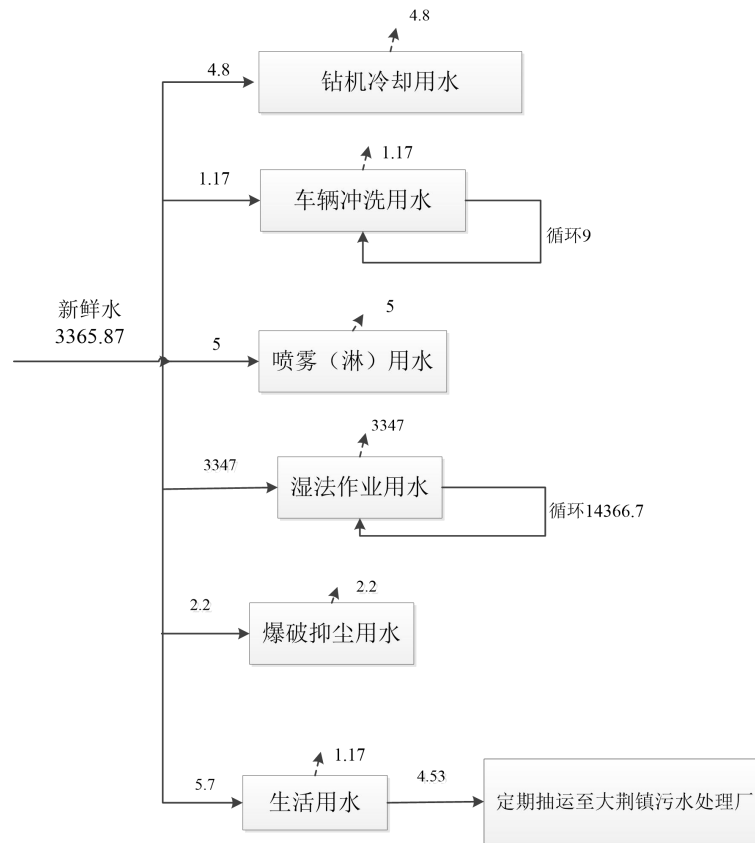 4.8
4.8
钻机冷却用水
1.17
1.17
车辆冲洗用水
循环9
新鲜水
3365.87
5
5
喷雾（淋）用水
3347
3347
湿法作业用水
循环14366.7
2.2
2.2
爆破抑尘用水
5.7
1.17
生活用水
4.53
定期抽运至大荆镇污水处理厂